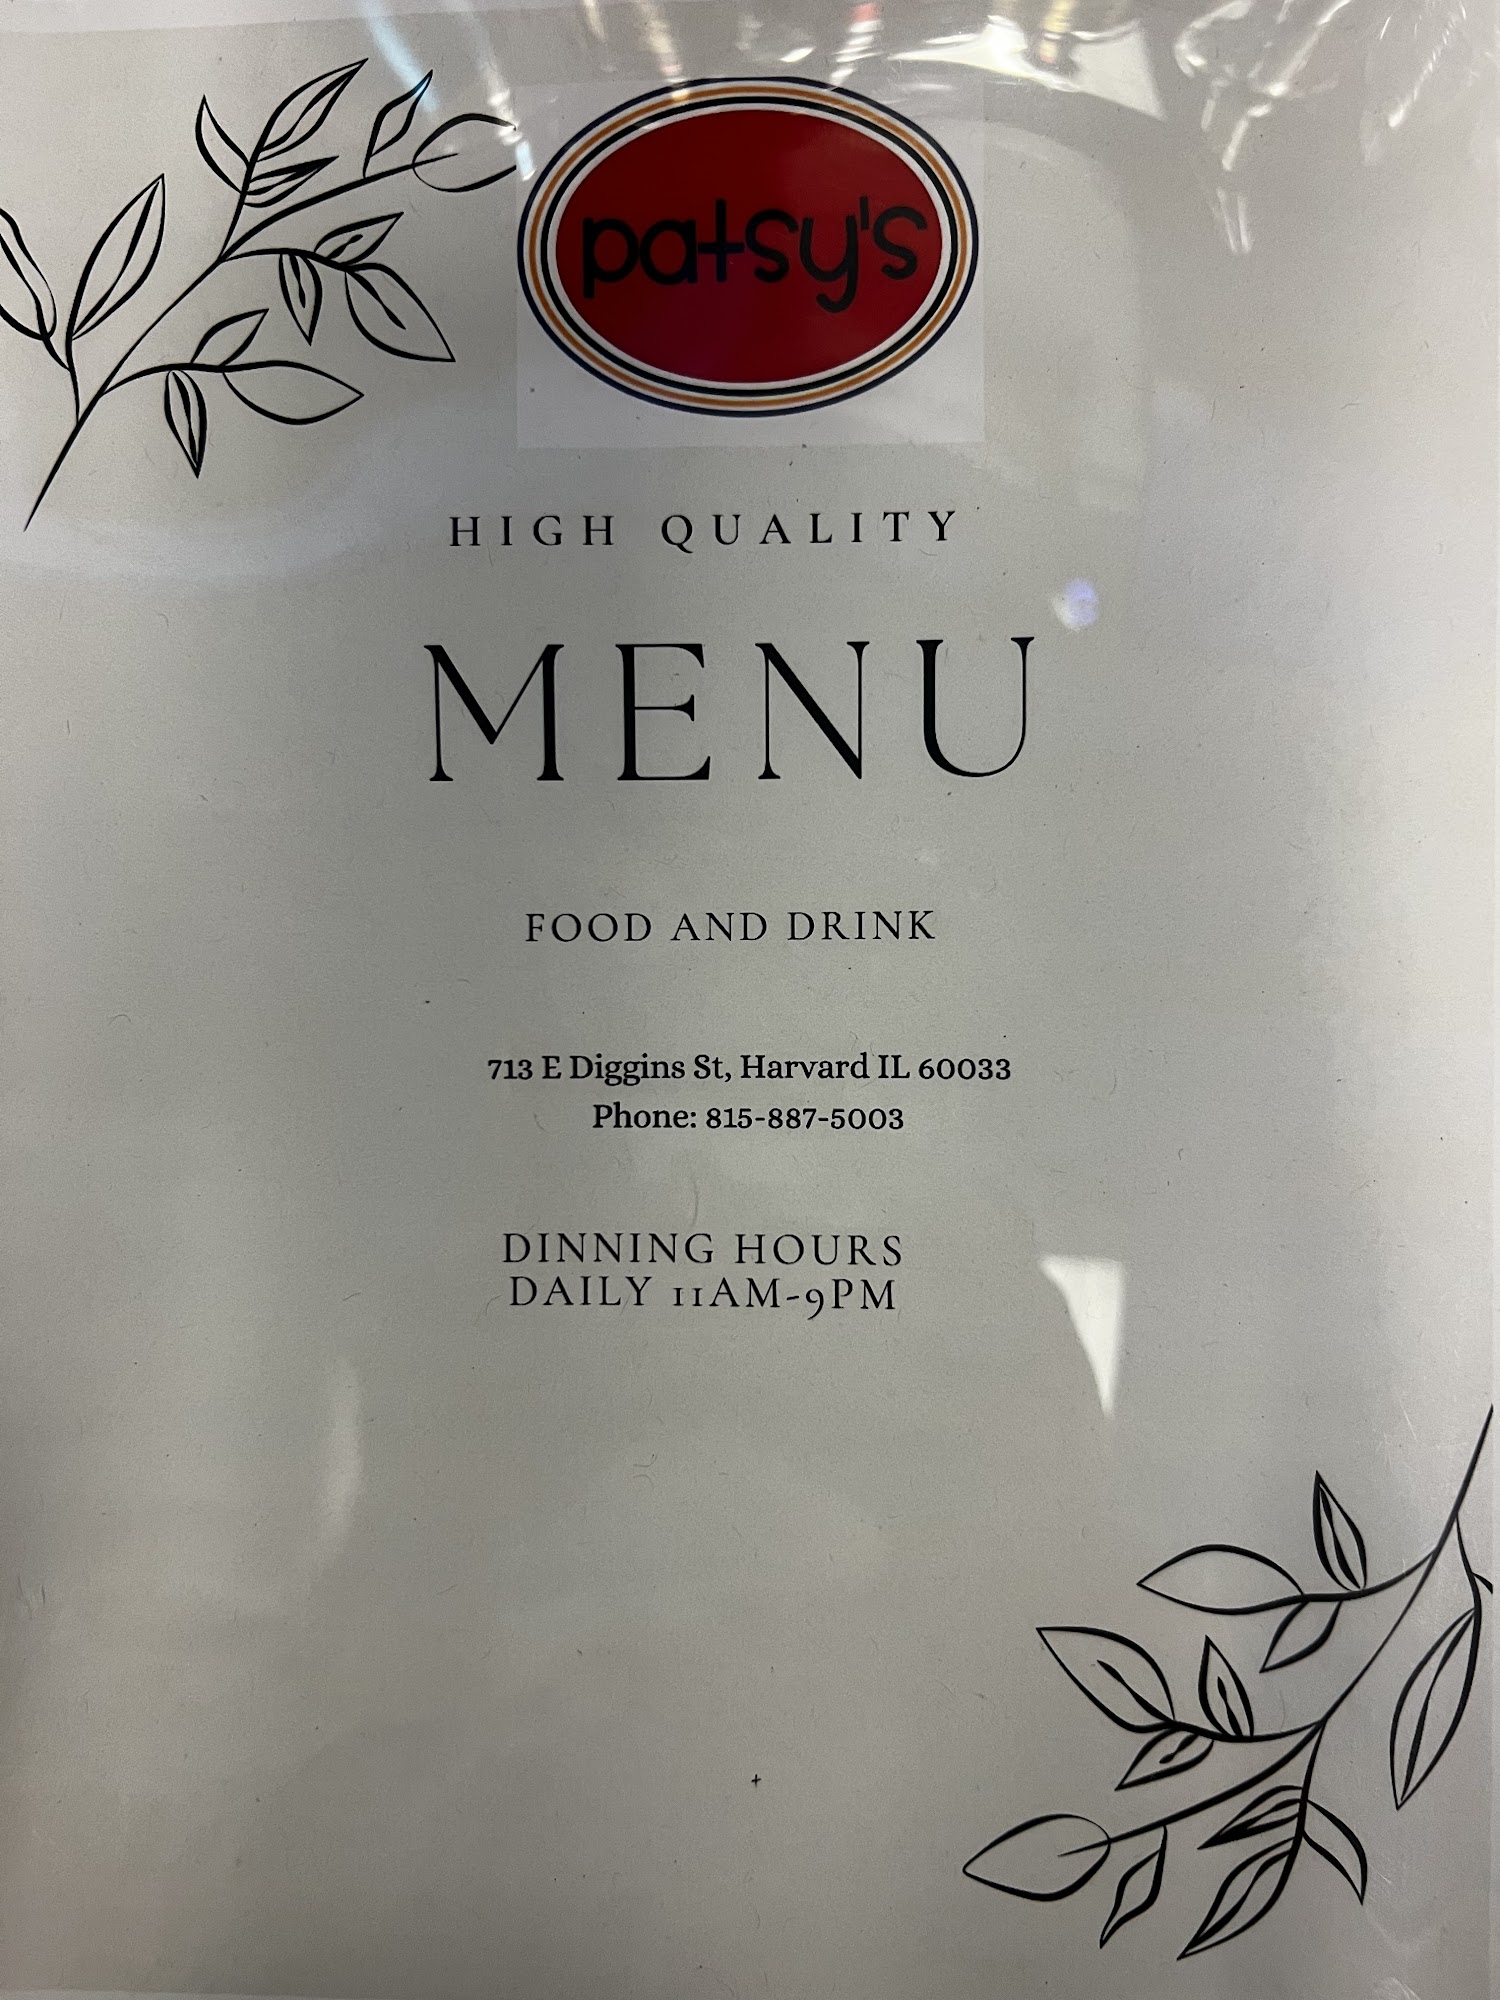 patsy's
HIGH QUALITY
MENU
FOOD AND DRINK
713 E Diggins St, Harvard IL 60033
Phone: 815-887-5003
DINNING HOURS
DAILY 11AM-9PM